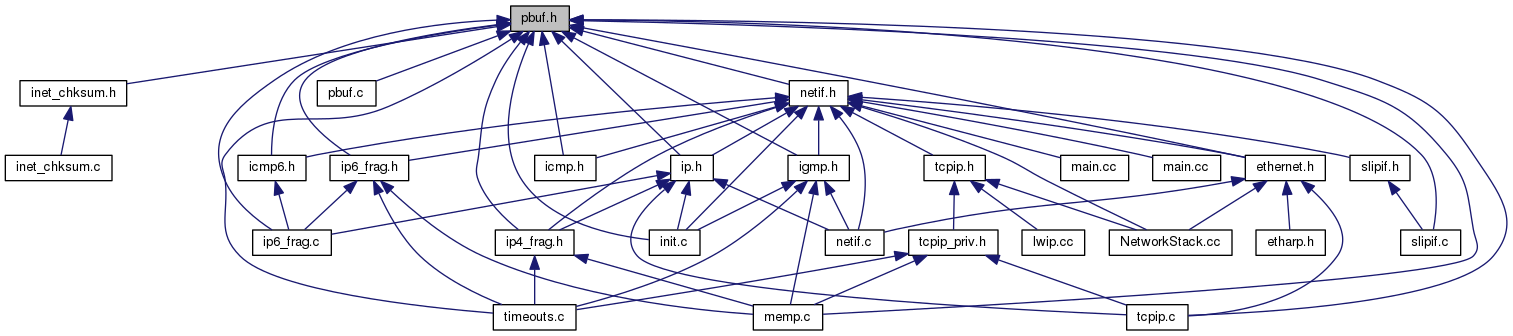 pbuf.h
inet_chksum.h
pbuf.c
netif.h
inet_chksum.c
icmp6.h
ip6_frag.h
icmp.h
ip.h
igmp.h
tcpip.h
main.cc
main.cc
ethernet.h
slipif.h
ip6_frag.c
ip4_frag.h
init.c
netif.c
tcpip_priv.h
lwip.cc
NetworkStack.cc
etharp.h
slipif.c
timeouts.c
memp.c
tcpip.c